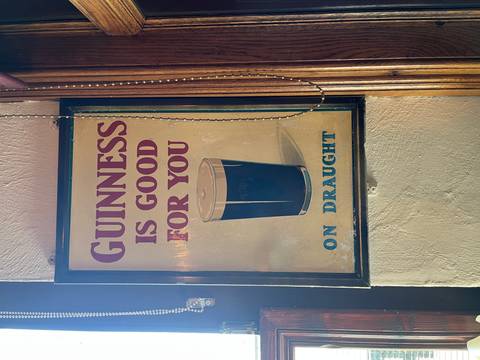 GUINNESS
IS GOOD
FOR YOU
ON DRAUGHT